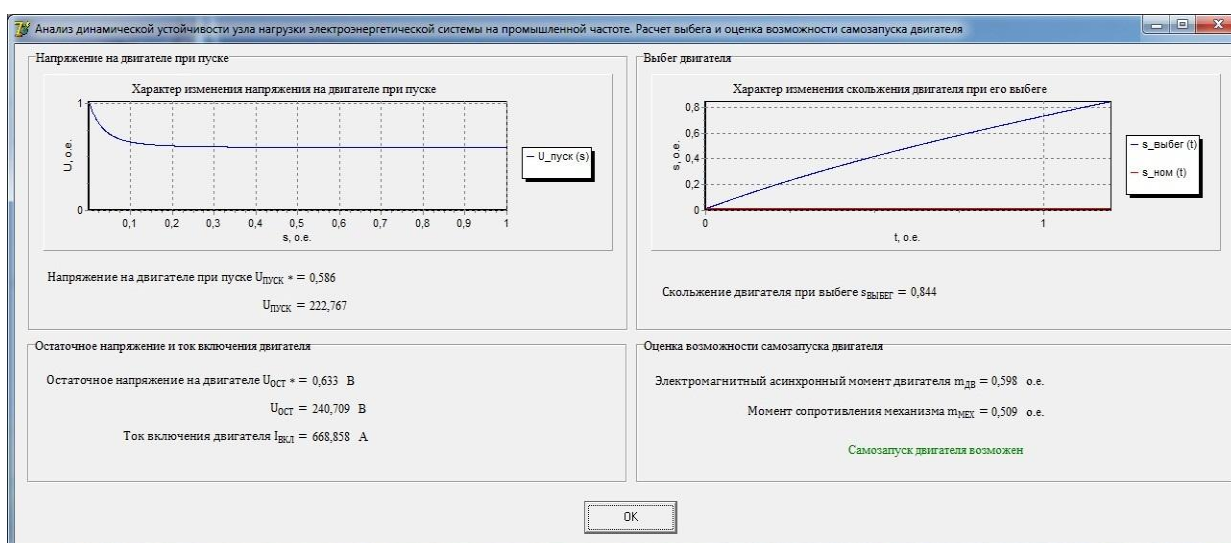 Анализ динамической устойчивости узла нагрузки электроэнергетической системы на промышленной частоте. Расчет выбега и оценка возможности самозапуска двигателя
Напряжение на двигателе при пуске
Характер изменения напряжения на двигателе при пуске
1
0
U, о.е.
0,1 0,2 0,3 0,4 0,5 0,6 0,7 0,8 0,9 1
s, о.е.
U_пуск (s)
Напряжение на двигателе при пуске UПУСК * = 0,586
UПУСК = 222,767
Выбег двигателя
Характер изменения скольжения двигателя при его выбеге
0,8
0,6
0,4
0,2
0
s, о.е.
0 1
t, о.е.
s_выбег (t)
s_ном (t)
Скольжение двигателя при выбеге sВЫБЕГ = 0,844
Остаточное напряжение и ток включения двигателя
Остаточное напряжение на двигателе UОСТ * = 0,633 В
UОСТ = 240,709 В
Ток включения двигателя IВКЛ = 668,858 А
Оценка возможности самозапуска двигателя
Электромагнитный асинхронный момент двигателя mДВ = 0,598 о.е.
Момент сопротивления механизма mМЕХ = 0,509 о.е.
Самозапуск двигателя возможен
OK